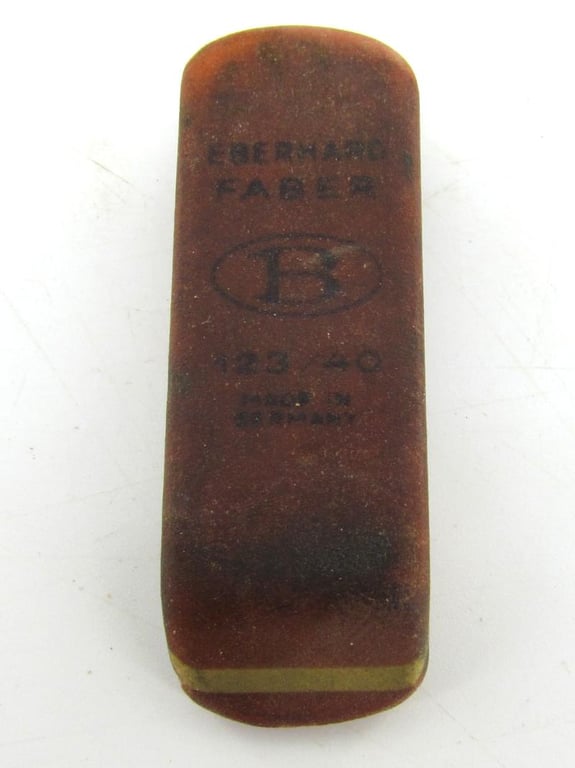 EBERHARD
FABER
B
123/40
MADE IN
GERMANY